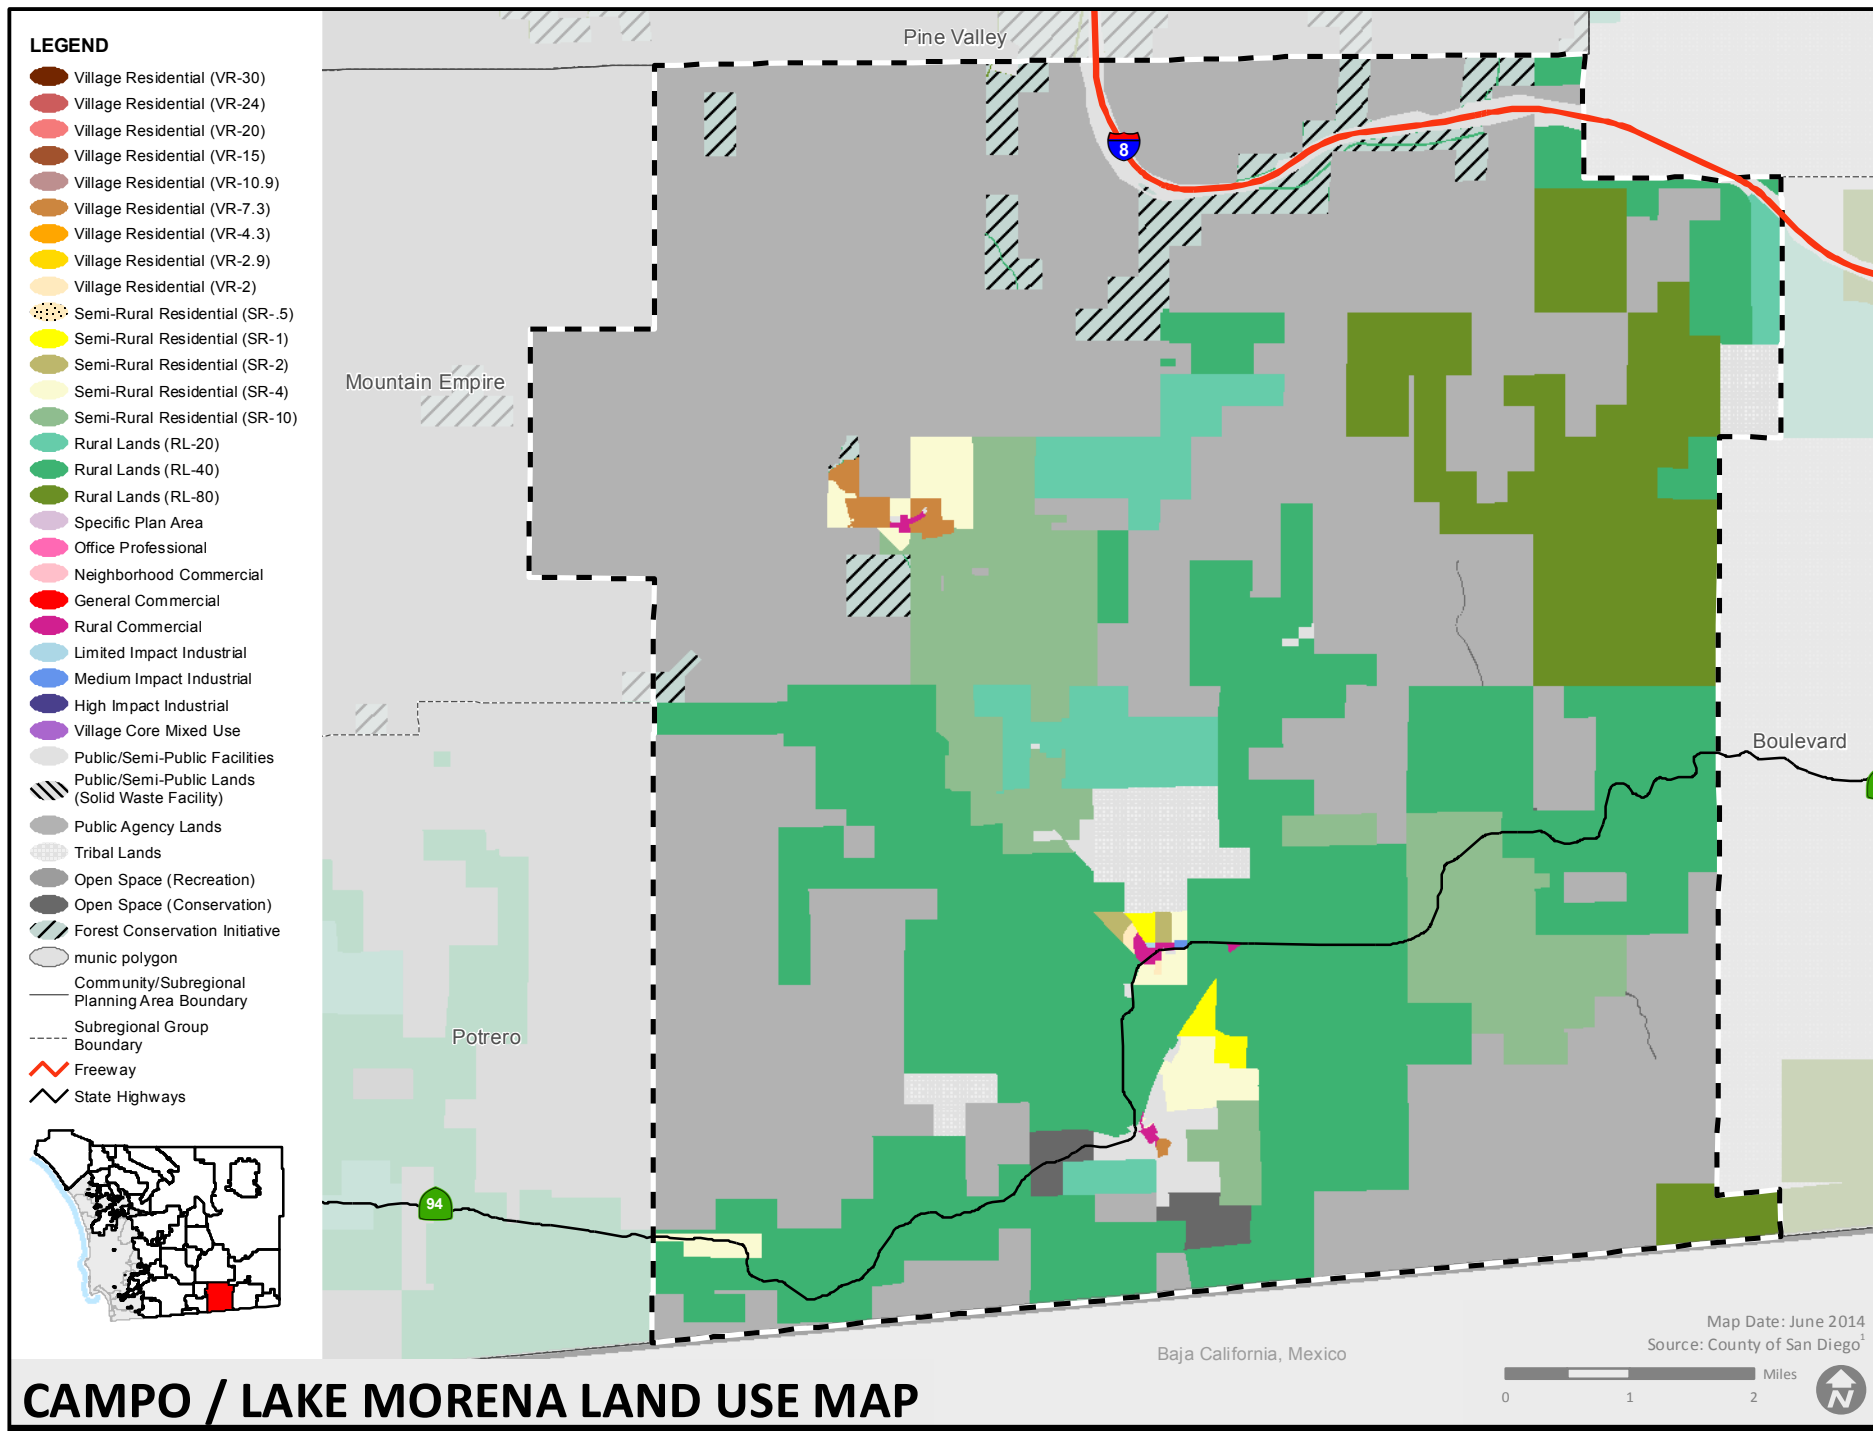 LEGEND
Village Residential (VR-30)
Village Residential (VR-24)
Village Residential (VR-20)
Village Residential (VR-15)
Village Residential (VR-10.9)
Village Residential (VR-7.3)
Village Residential (VR-4.3)
Village Residential (VR-2.9)
Village Residential (VR-2)
Semi-Rural Residential (SR-.5)
Semi-Rural Residential (SR-1)
Semi-Rural Residential (SR-2)
Semi-Rural Residential (SR-4)
Semi-Rural Residential (SR-10)
Rural Lands (RL-20)
Rural Lands (RL-40)
Rural Lands (RL-80)
Specific Plan Area
Office Professional
Neighborhood Commercial
General Commercial
Rural Commercial
Limited Impact Industrial
Medium Impact Industrial
High Impact Industrial
Village Core Mixed Use
Public/Semi-Public Facilities
Public/Semi-Public Lands
(Solid Waste Facility)
Public Agency Lands
Tribal Lands
Open Space (Recreation)
Open Space (Conservation)
Forest Conservation Initiative
munic polygon
Community/Subregional
Planning Area Boundary
Subregional Group
Boundary
Freeway
State Highways
Pine Valley
8
Mountain Empire
Boulevard
Potrero
94
Baja California, Mexico
Map Date: June 2014
Source: County of San Diego1
Miles
0 1 2
N
CAMPO / LAKE MORENA LAND USE MAP